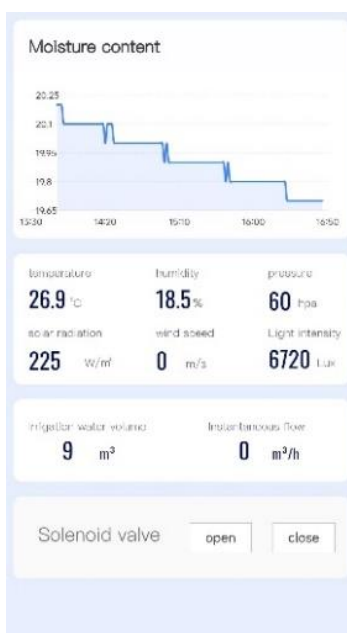 Moisture content
20.25
20.1
19.95
19.8
19.65
13:30 14:20 15:10 16:00 16:50
temperature humidity pressure
26.9 °C 18.5 % 60 hpa
solar radiation wind speed Light intensity
225 W/㎡ 0 m/s 6720 Lux
Irrigation water volume Instantaneous flow
9 m³ 0 m³/h
Solenoid valve open close